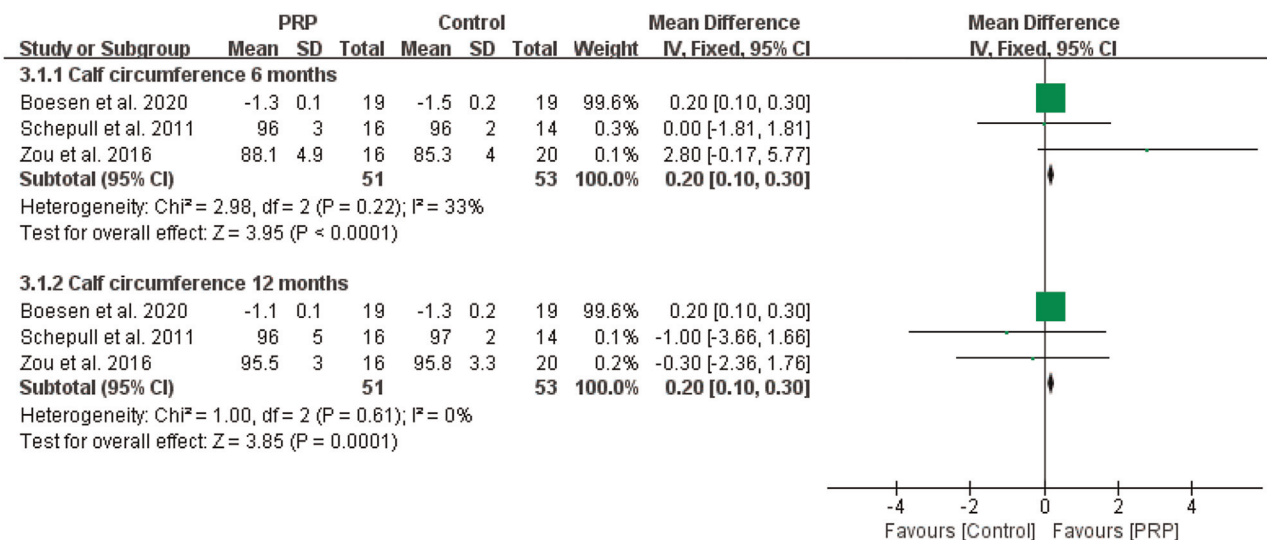 PRP Control Mean Difference Mean Difference
Study or Subgroup Mean SD Total Mean SD Total Weight IV, Fixed, 95% CI IV, Fixed, 95% CI
3.1.1 Calf circumference 6 months
Boesen et al. 2020 -1.3 0.1 19 -1.5 0.2 19 99.6% 0.20 [0.10, 0.30]
Schepull et al. 2011 96 3 16 96 2 14 0.3% 0.00 [-1.81, 1.81]
Zou et al. 2016 88.1 4.9 16 85.3 4 20 0.1% 2.80 [-0.17, 5.77]
Subtotal (95% CI) 51 53 100.0% 0.20 [0.10, 0.30]
Heterogeneity: Chi² = 2.98, df = 2 (P = 0.22); I² = 33%
Test for overall effect: Z = 3.95 (P < 0.0001)
3.1.2 Calf circumference 12 months
Boesen et al. 2020 -1.1 0.1 19 -1.3 0.2 19 99.6% 0.20 [0.10, 0.30]
Schepull et al. 2011 96 5 16 97 2 14 0.1% -1.00 [-3.66, 1.66]
Zou et al. 2016 95.5 3 16 95.8 3.3 20 0.2% -0.30 [-2.36, 1.76]
Subtotal (95% CI) 51 53 100.0% 0.20 [0.10, 0.30]
Heterogeneity: Chi² = 1.00, df = 2 (P = 0.61); I² = 0%
Test for overall effect: Z = 3.85 (P = 0.0001)
-4 -2 0 2 4
Favours [Control] Favours [PRP]